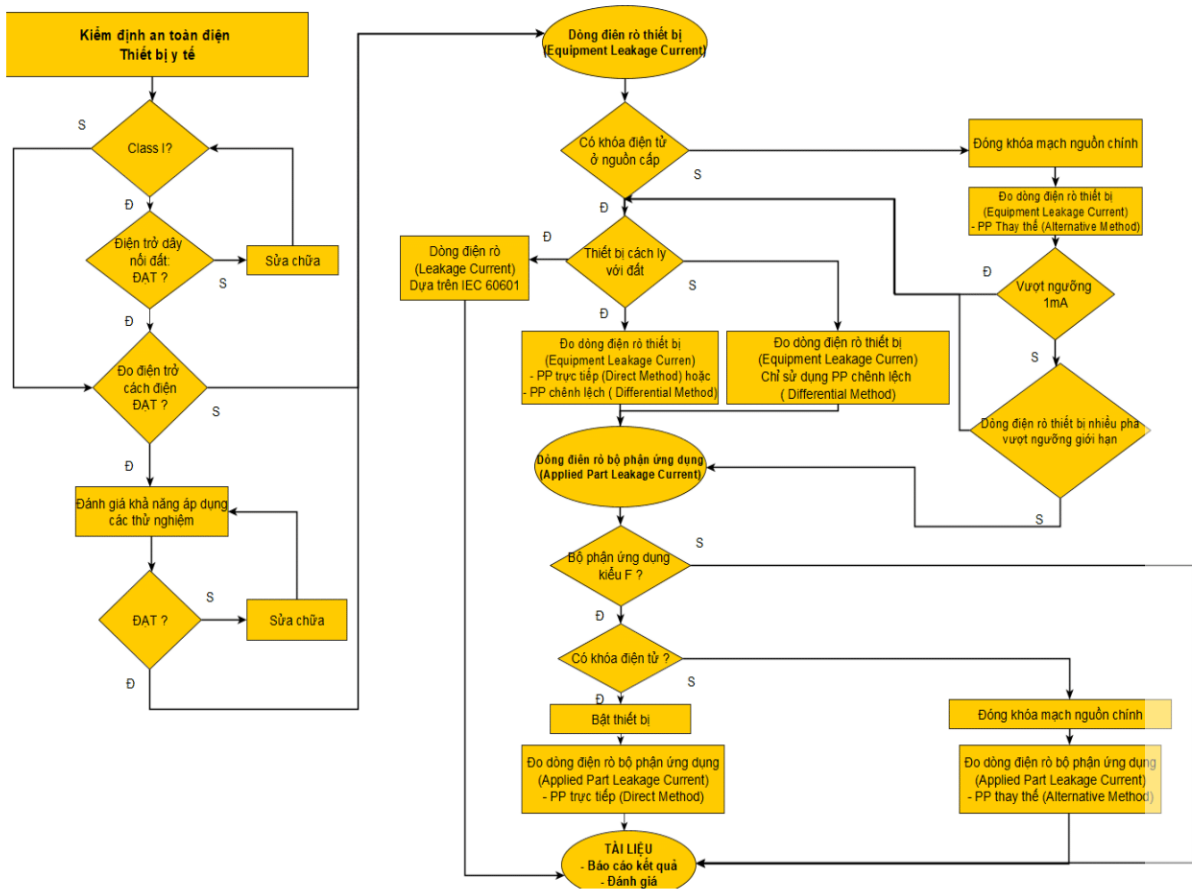 Kiểm định an toàn điện
Thiết bị y tế
S
Class I?
Đ
Điện trở dây
nối đất:
ĐẠT ?
S
Sửa chữa
Đ
Đo điện trở
cách điện
ĐẠT ?
S
Đ
Đánh giá khả năng áp dụng
các thử nghiệm
ĐẠT ?
S
Sửa chữa
Đ
Dòng điên rò thiết bị
(Equipment Leakage Current)
Có khóa điện tử
ở nguồn cấp
S
Đ
Đóng khóa mạch nguồn chính
Đo dòng điện rò thiết bị
(Equipment Leakage Current)
- PP Thay thế (Alternative Method)
Đ
Vượt ngưỡng
1mA
S
Dòng điện rò thiết bị nhiều pha
vượt ngưỡng giới hạn
S
Dòng điện rò
(Leakage Current)
Dựa trên IEC 60601
Đ
Thiết bị cách ly
với đất
S
Đ
Đo dòng điện rò thiết bị
(Equipment Leakage Curren)
- PP trực tiếp (Direct Method) hoặc
- PP chênh lệch ( Differential Method)
Đo dòng điện rò thiết bị
(Equipment Leakage Curren)
Chỉ sử dụng PP chênh lệch
( Differential Method)
Dòng điên rò bộ phận ứng dụng
(Applied Part Leakage Current)
Bộ phận ứng dụng
kiểu F ?
S
Đ
Có khóa điện tử ?
S
Đ
Bật thiết bị
Đo dòng điện rò bộ phận ứng dụng
(Applied Part Leakage Current)
- PP trực tiếp (Direct Method)
Đóng khóa mạch nguồn chính
Đo dòng điện rò bộ phận ứng dụng
(Applied Part Leakage Current)
- PP thay thế (Alternative Method)
TÀI LIỆU
- Báo cáo kết quả
- Đánh giá